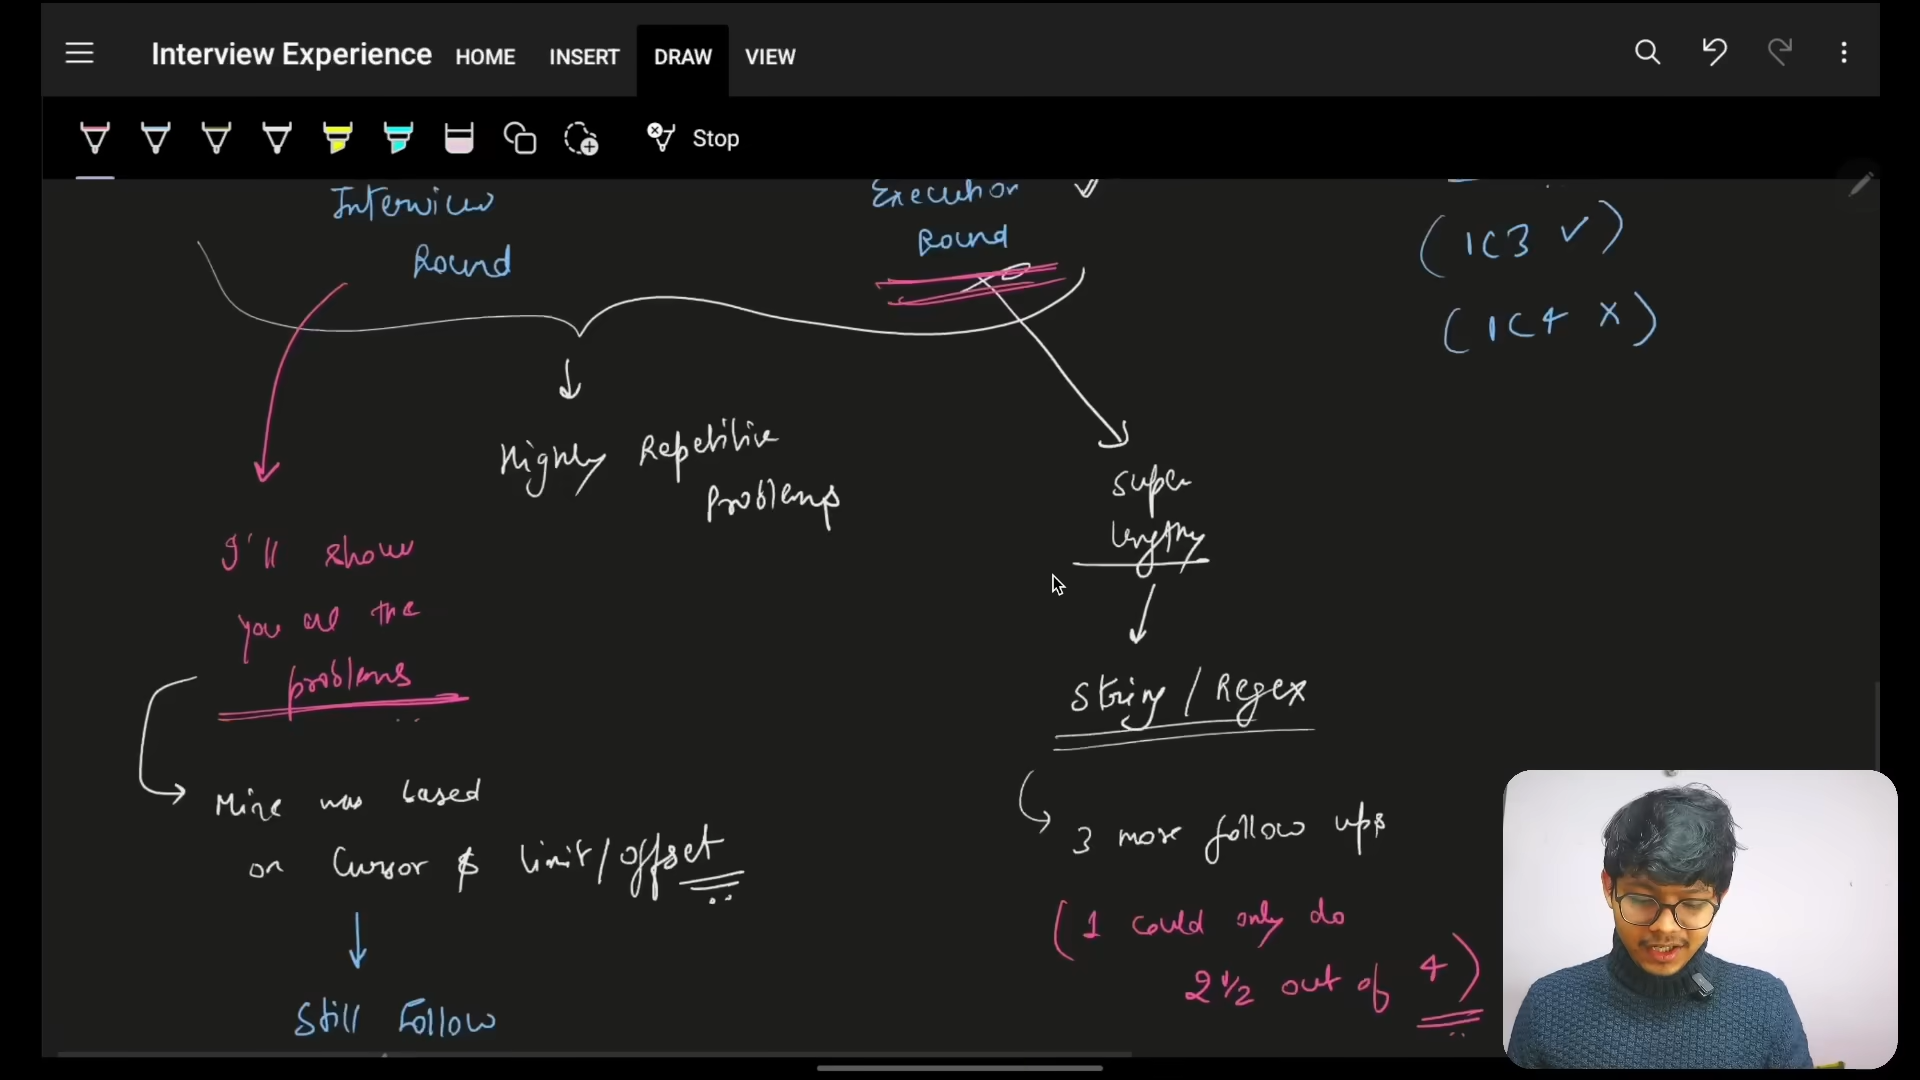 Interview Experience HOME INSERT DRAW VIEW
Stop
Interview
Round
Execution
Round
(IC3 ✓)
(IC4 x)
Highly Repetitive
Problems
Super
lengthy
I'll show
you all the
problems
String / Regex
Mine was based
on Cursor & limit/offset
3 more follow ups
(I could only do
2 1/2 out of 4)
Still Follow